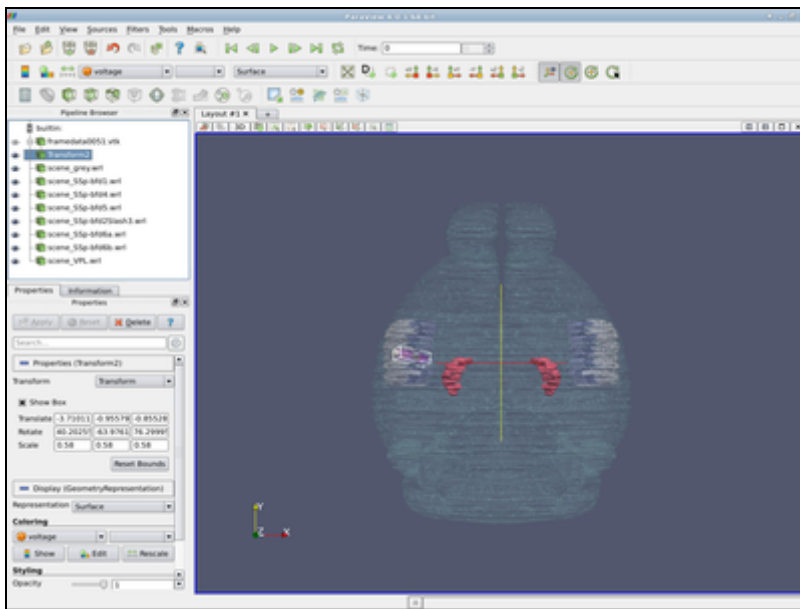 ParaView 4.0.1 64-bit
File Edit View Sources Filters Tools Macros Help
Time: 0
voltage Surface
Pipeline Browser
Layout #1
3D
builtin:
framedata0051.vtk
Transform2
scene_grey.wrl
scene_SSp-bfd1.wrl
scene_SSp-bfd4.wrl
scene_SSp-bfd5.wrl
scene_SSp-bfd2Slash3.wrl
scene_SSp-bfd6a.wrl
scene_SSp-bfd6b.wrl
scene_VPL.wrl
Properties Information
Properties
Apply Reset Delete ?
Search...
Properties (Transform2)
Transform Transform
Show Box
Translate -3.71011 -0.95579 -0.85528
Rotate 40.2025 -63.9761 76.2999
Scale 0.58 0.58 0.58
Reset Bounds
Display (GeometryRepresentation)
Representation Surface
Coloring
voltage
Show Edit Rescale
Styling
Opacity 1
Y
Z X